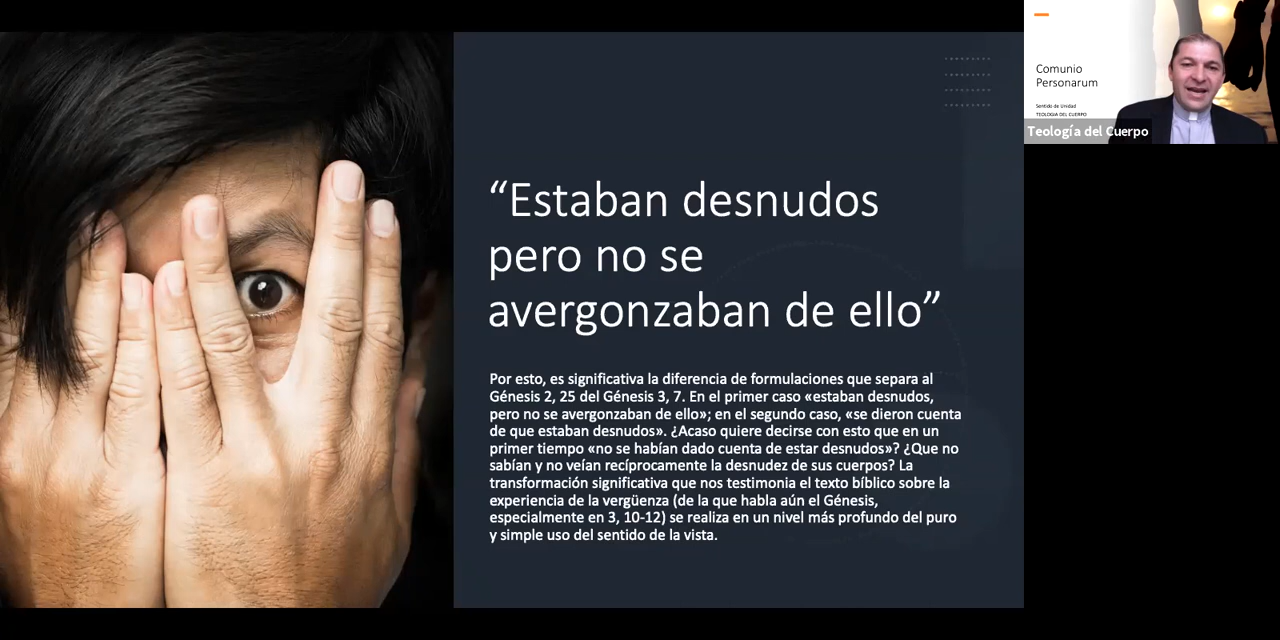 “Estaban desnudos
pero no se
avergonzaban de ello”
Por esto, es significativa la diferencia de formulaciones que separa al
Génesis 2, 25 del Génesis 3, 7. En el primer caso «estaban desnudos,
pero no se avergonzaban de ello»; en el segundo caso, «se dieron cuenta
de que estaban desnudos». ¿Acaso quiere decirse con esto que en un
primer tiempo «no se habían dado cuenta de estar desnudos»? ¿Que no
sabían y no veían recíprocamente la desnudez de sus cuerpos? La
transformación significativa que nos testimonia el texto bíblico sobre la
experiencia de la vergüenza (de la que habla aún el Génesis,
especialmente en 3, 10-12) se realiza en un nivel más profundo del puro
y simple uso del sentido de la vista.
Comunio
Personarum
Sentido de Unidad
TEOLOGIA DEL CUERPO
Teología del Cuerpo